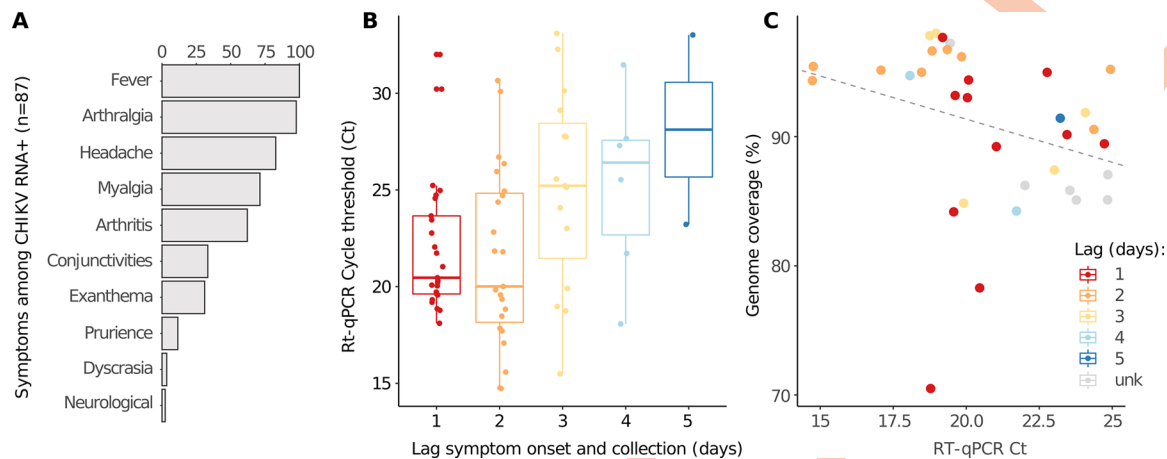 A
Symptoms among CHIKV RNA+ (n=87)
0 25 50 75 100
Fever
Arthralgia
Headache
Myalgia
Arthritis
Conjunctivities
Exanthema
Prurience
Dyscrasia
Neurological
B
Rt-qPCR Cycle threshold (Ct)
30
25
20
15
1 2 3 4 5
Lag symptom onset and collection (days)
C
Genome coverage (%)
90
80
70
15 17.5 20.0 22.5 25
RT-qPCR Ct
Lag (days):
1
2
3
4
5
unk